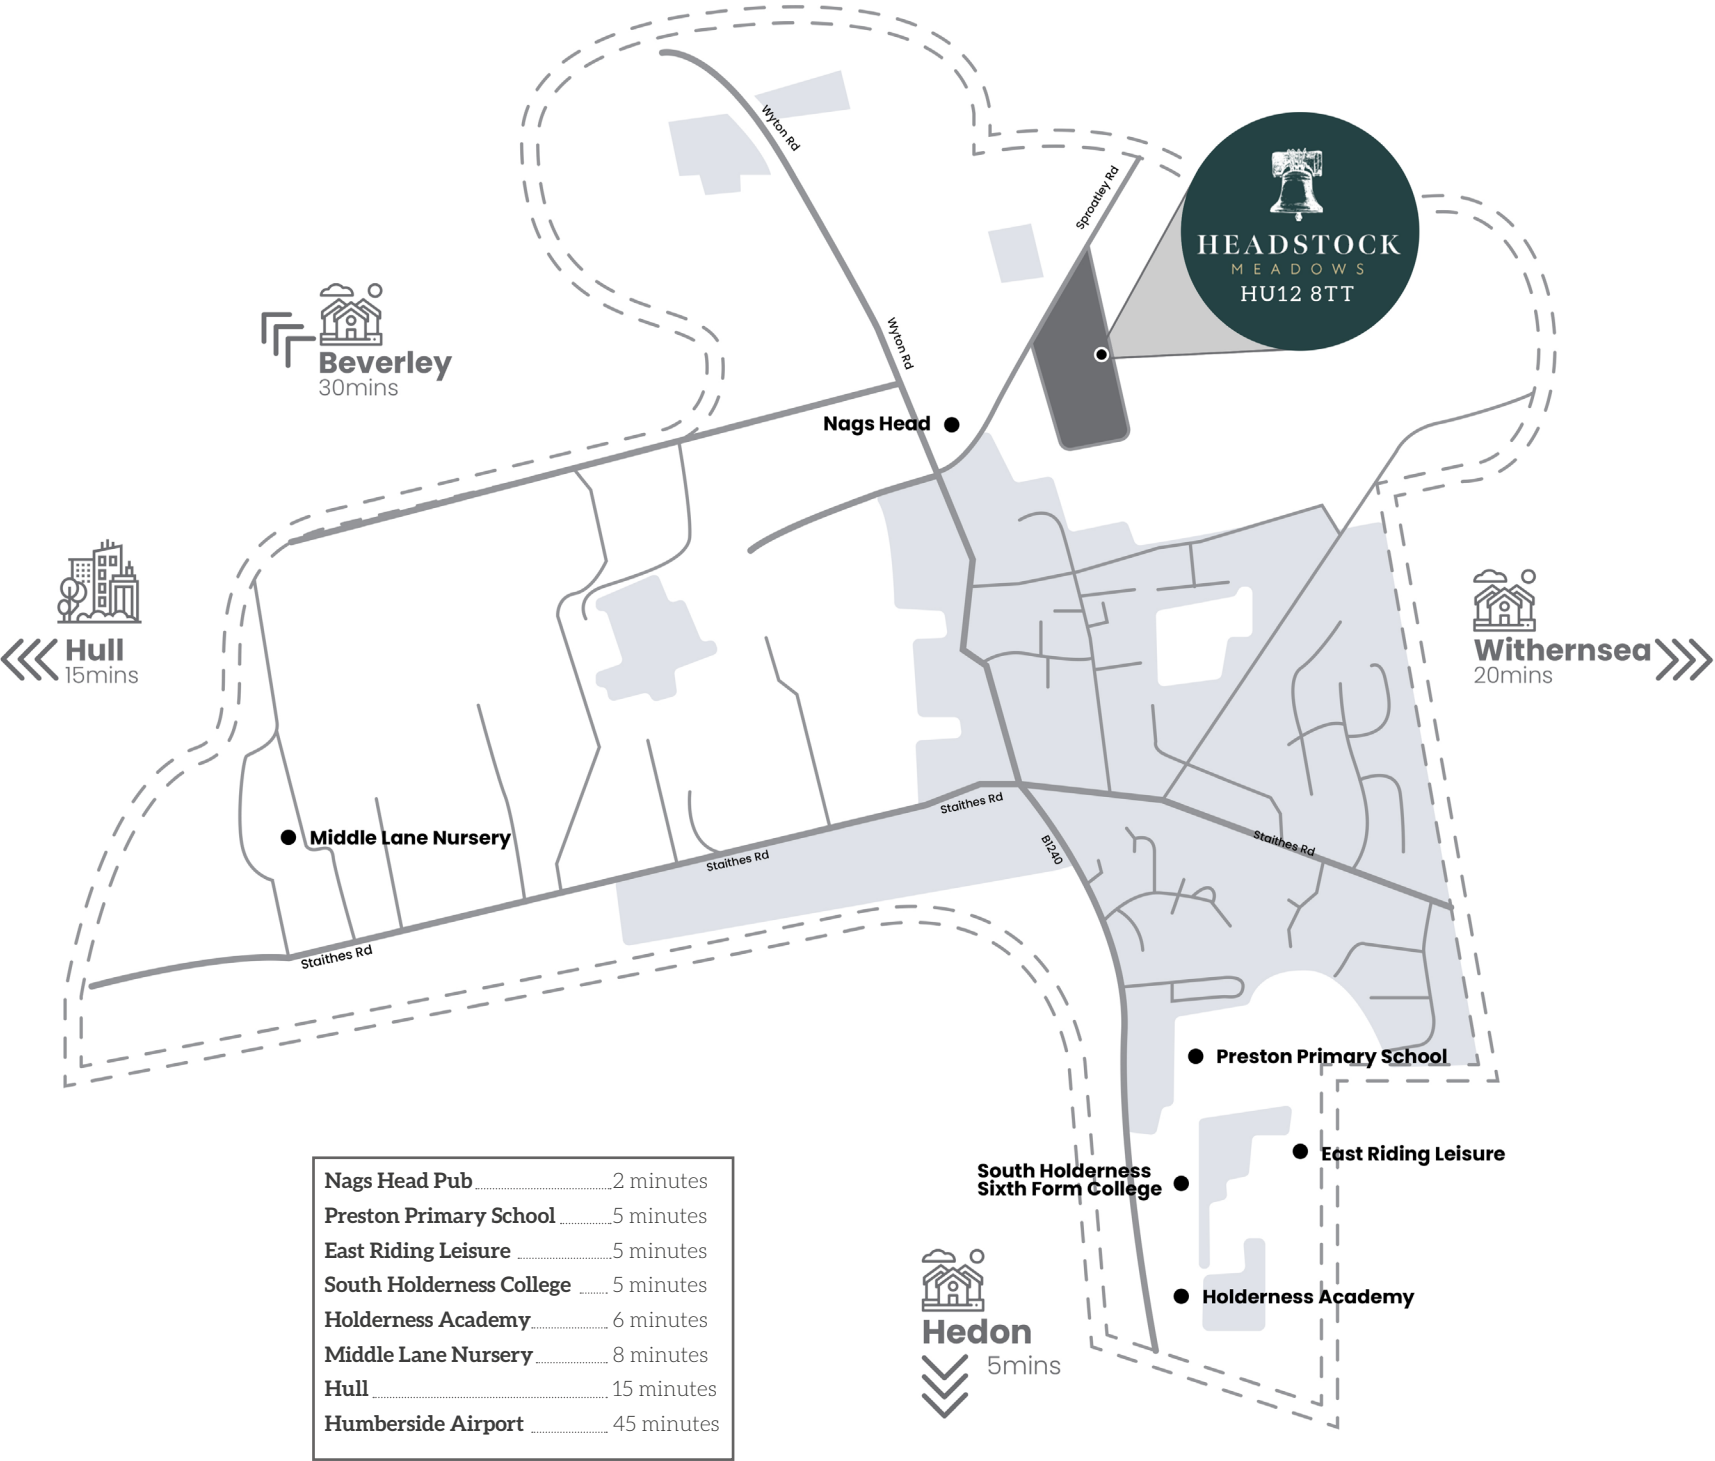 Wyton Rd
Sproatley Rd
HEADSTOCK
MEADOWS
HU12 8TT
Beverley
30mins
Wyton Rd
Nags Head
Hull
15mins
Withernsea
20mins
Middle Lane Nursery
Staithes Rd
Staithes Rd
Staithes Rd
B1240
Staithes Rd
Preston Primary School
East Riding Leisure
South Holderness
Sixth Form College
Holderness Academy
Hedon
5mins
Nags Head Pub 2 minutes
Preston Primary School 5 minutes
East Riding Leisure 5 minutes
South Holderness College 5 minutes
Holderness Academy 6 minutes
Middle Lane Nursery 8 minutes
Hull 15 minutes
Humberside Airport 45 minutes